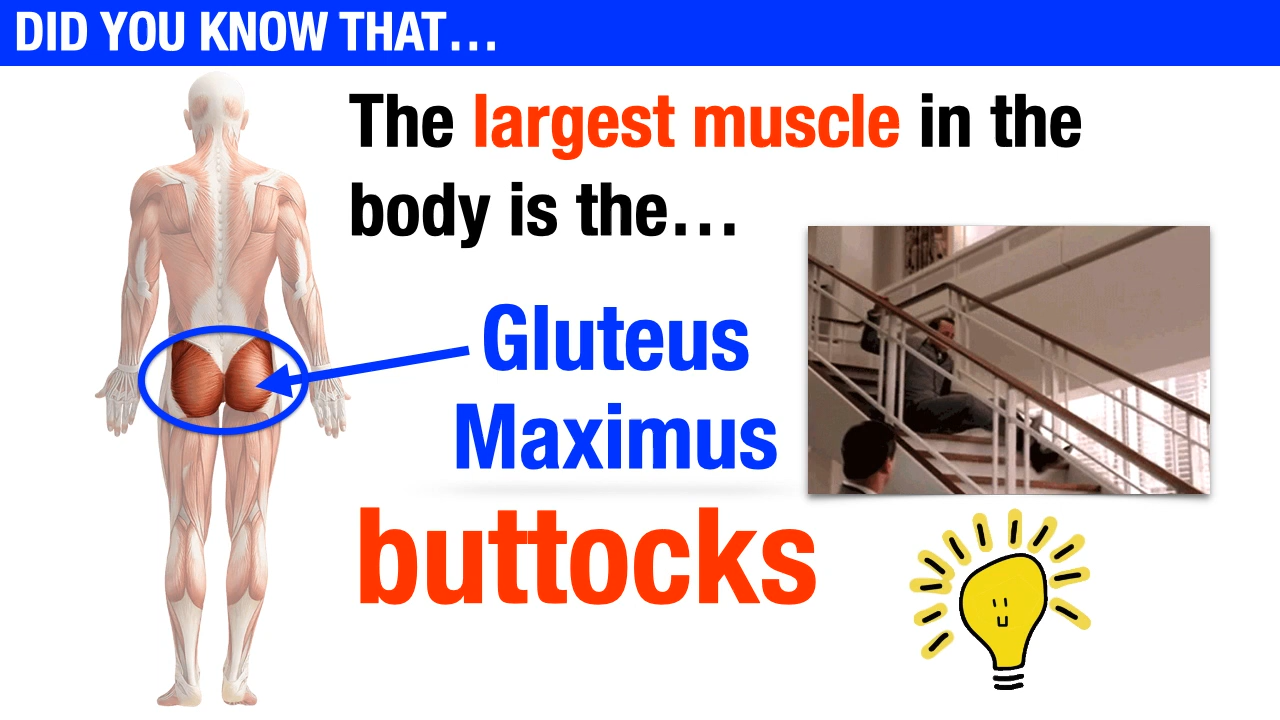 DID YOU KNOW THAT…
The largest muscle in the
body is the…
Gluteus
Maximus
buttocks